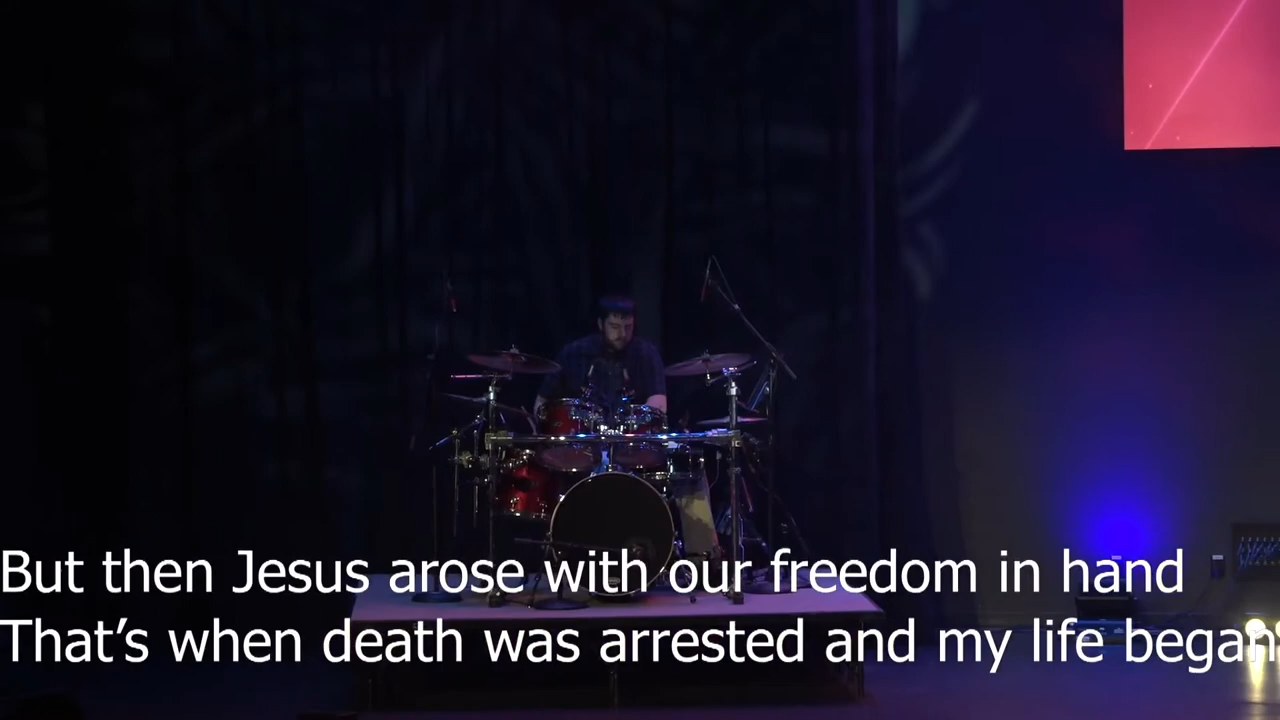 But then Jesus arose with our freedom in hand
That’s when death was arrested and my life began